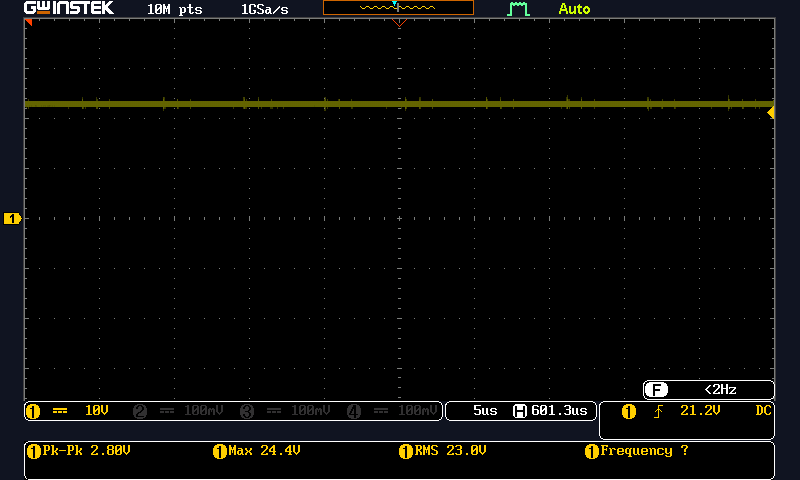 GWINSTEK 10M pts 1GSa/s Auto
1
F <2Hz
1 10V 2 100mV 3 100mV 4 100mV 5us H 601.3us 1 21.2V DC
1 Pk-Pk 2.80V 1 Max 24.4V 1 RMS 23.0V 1 Frequency ?